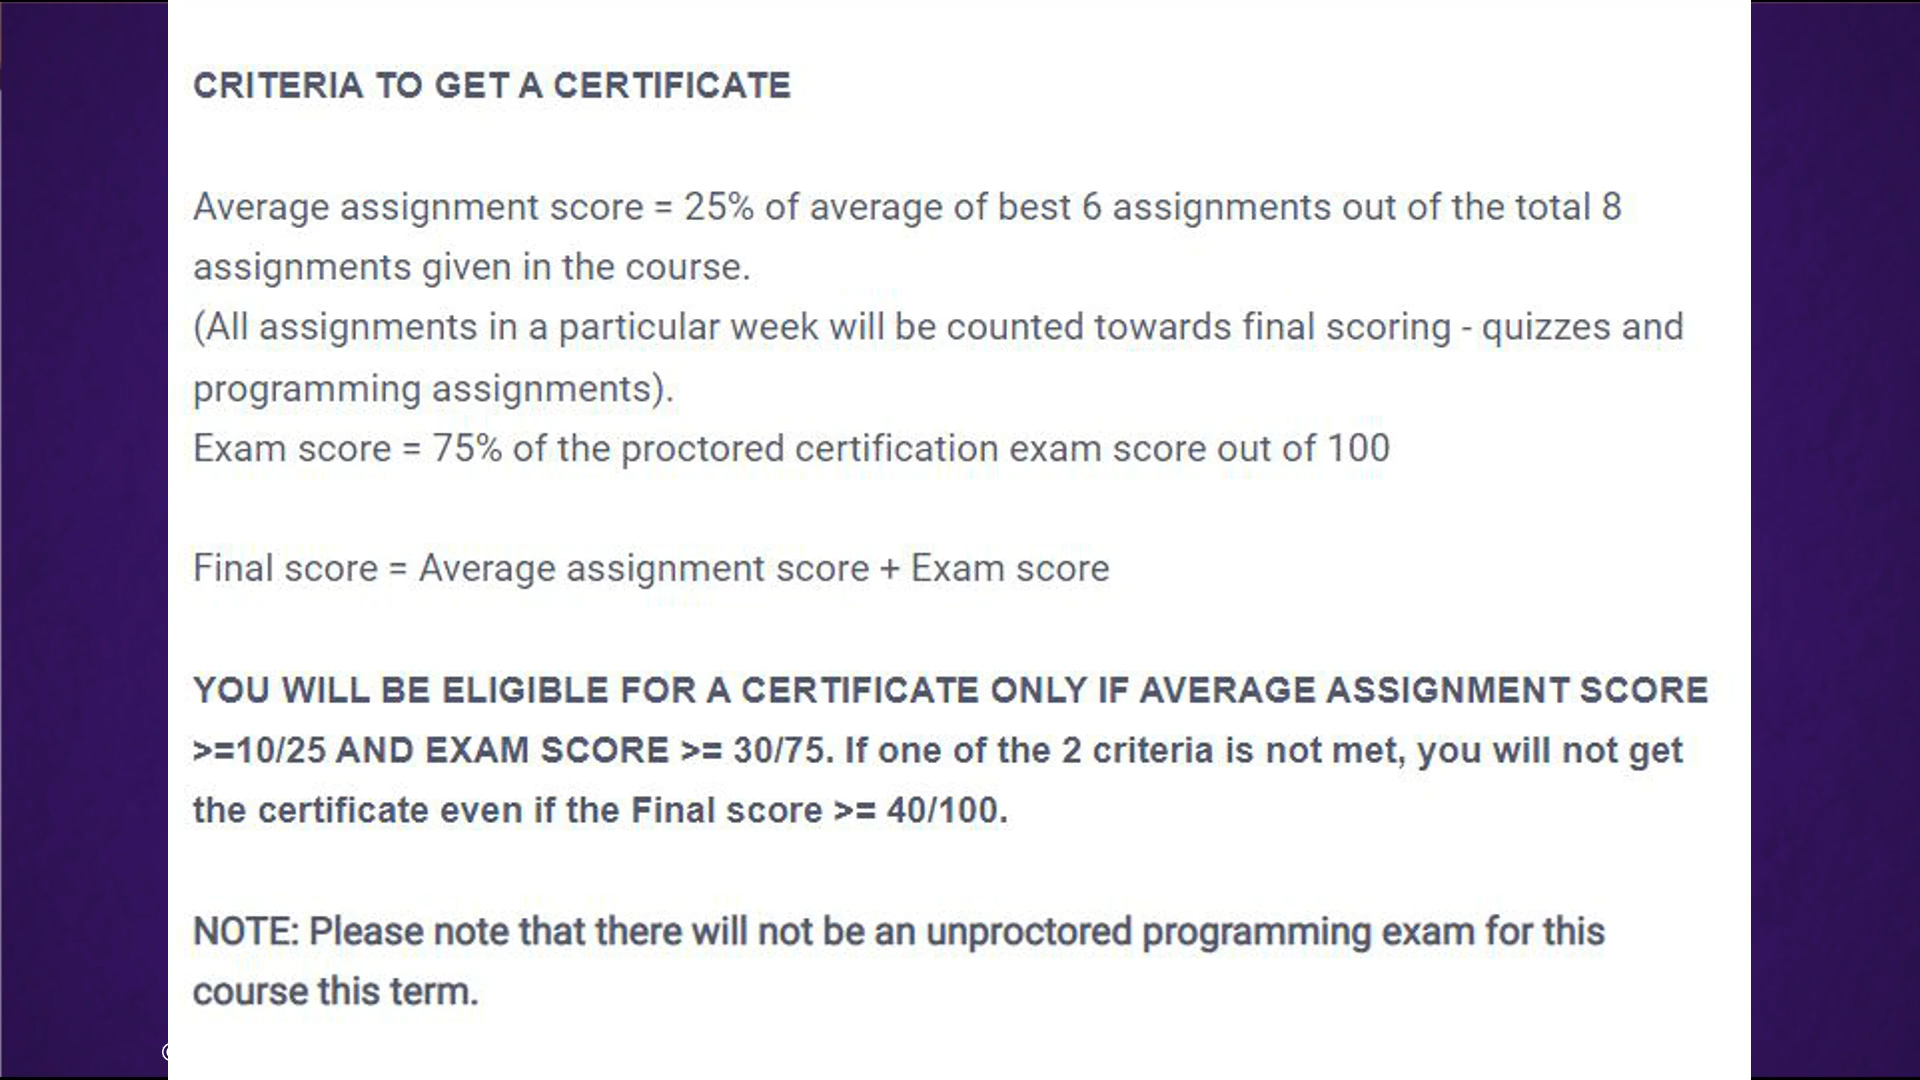 CRITERIA TO GET A CERTIFICATE
Average assignment score = 25% of average of best 6 assignments out of the total 8
assignments given in the course.
(All assignments in a particular week will be counted towards final scoring - quizzes and
programming assignments).
Exam score = 75% of the proctored certification exam score out of 100
Final score = Average assignment score + Exam score
YOU WILL BE ELIGIBLE FOR A CERTIFICATE ONLY IF AVERAGE ASSIGNMENT SCORE
>=10/25 AND EXAM SCORE >= 30/75. If one of the 2 criteria is not met, you will not get
the certificate even if the Final score >= 40/100.
NOTE: Please note that there will not be an unproctored programming exam for this
course this term.